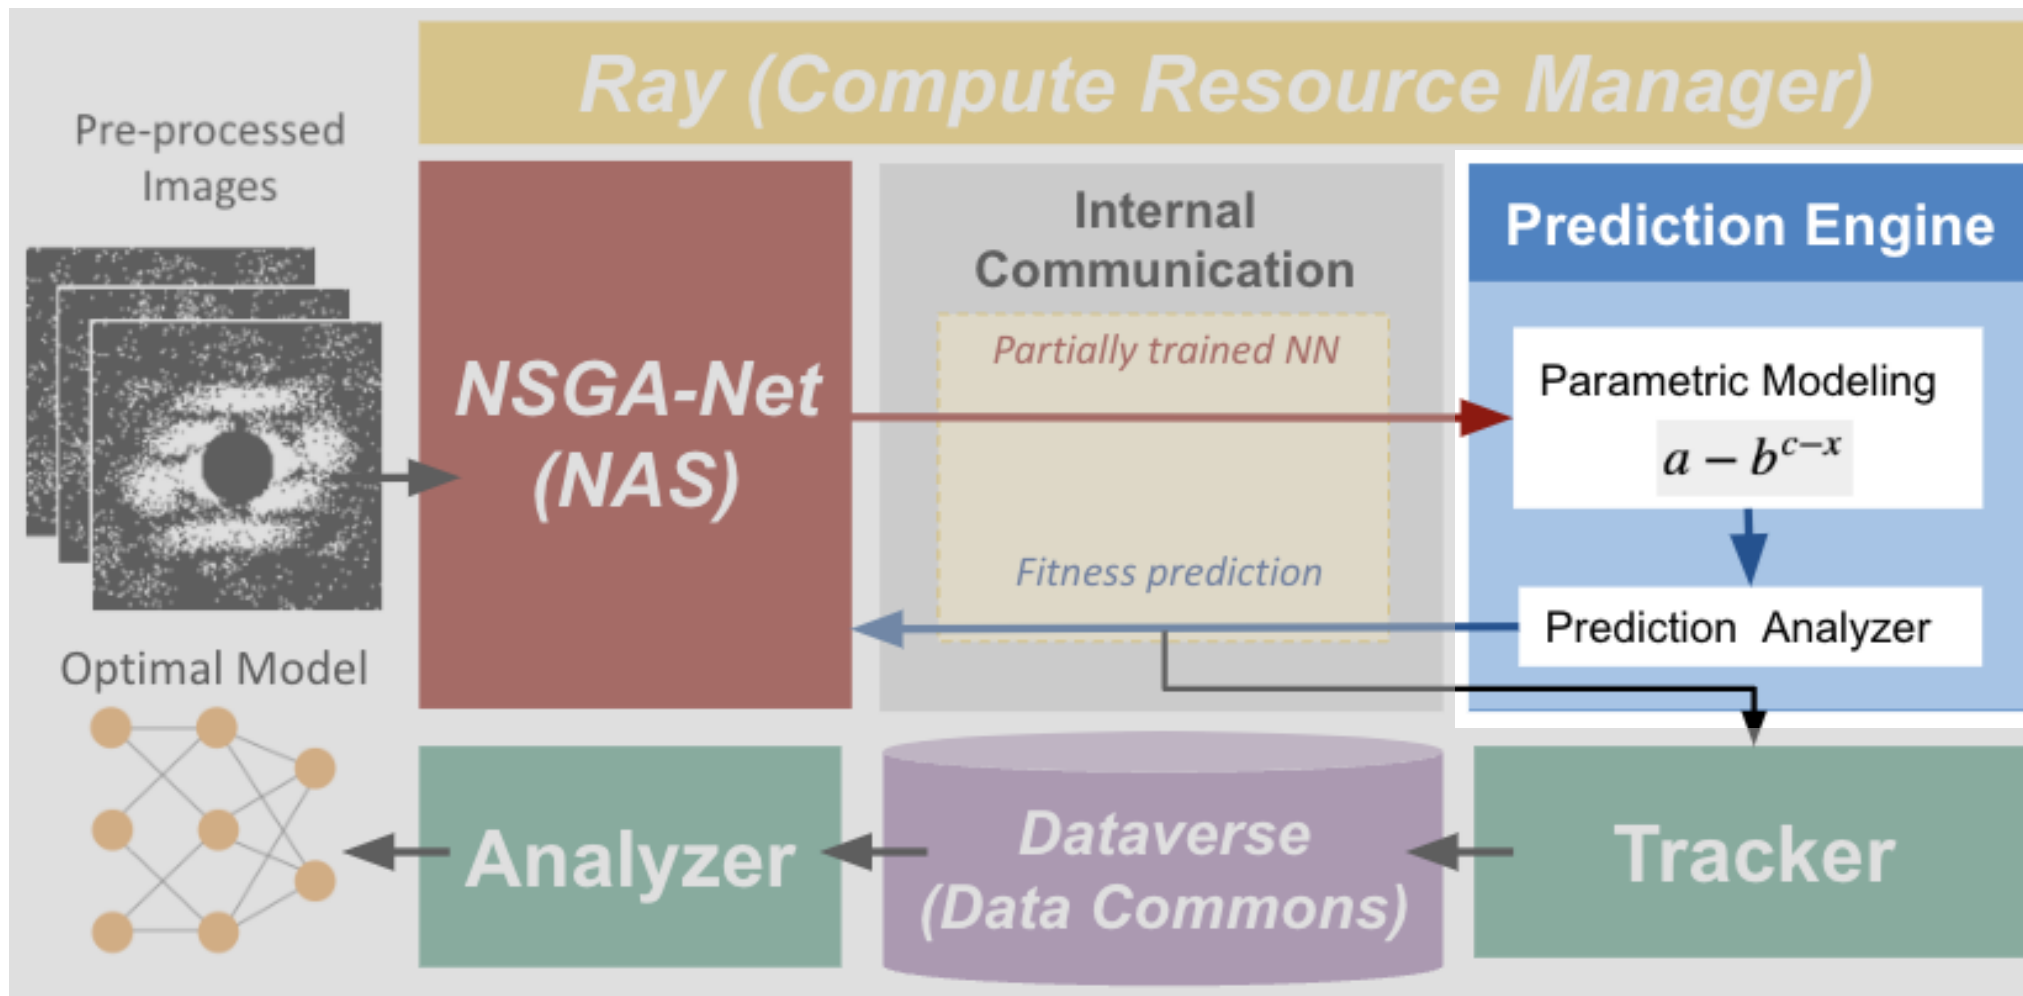 Ray (Compute Resource Manager)
Pre-processed
Images
NSGA-Net
(NAS)
Internal
Communication
Partially trained NN
Fitness prediction
Prediction Engine
Parametric Modeling
a − b^{c−x}
Prediction Analyzer
Optimal Model
Analyzer
Dataverse
(Data Commons)
Tracker